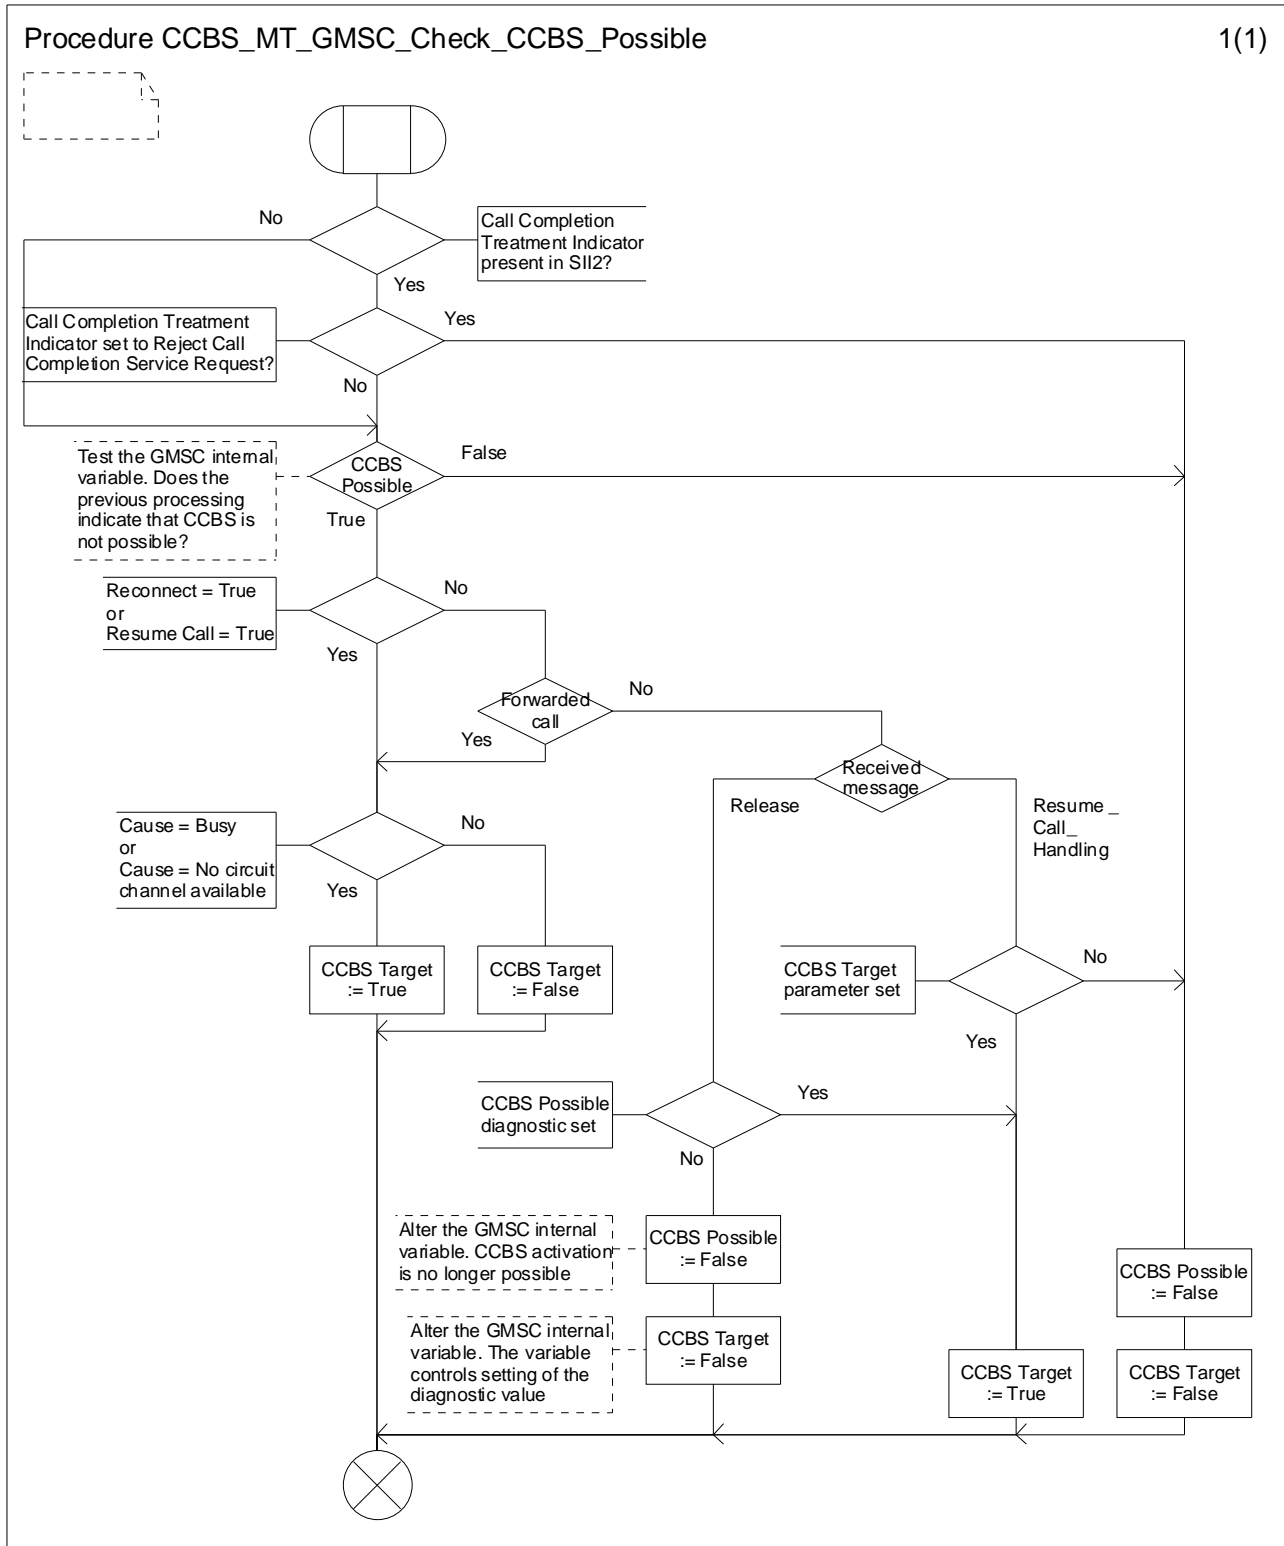 Procedure CCBS_MT_GMSC_Check_CCBS_Possible
1(1)
No
Call Completion
Treatment Indicator
present in SII2?
Yes
Call Completion Treatment
Indicator set to Reject Call
Completion Service Request?
Yes
No
Test the GMSC internal
variable. Does the
previous processing
indicate that CCBS is
not possible?
CCBS
Possible
False
True
Reconnect = True
or
Resume Call = True
No
Yes
Forwarded
call
No
Yes
Received
message
Release
Resume _
Call_
Handling
Cause = Busy
or
Cause = No circuit
channel available
No
Yes
CCBS Target
:= True
CCBS Target
:= False
CCBS Target
parameter set
No
Yes
CCBS Possible
diagnostic set
Yes
No
Alter the GMSC internal
variable. CCBS activation
is no longer possible
CCBS Possible
:= False
CCBS Possible
:= False
Alter the GMSC internal
variable. The variable
controls setting of the
diagnostic value
CCBS Target
:= False
CCBS Target
:= True
CCBS Target
:= False